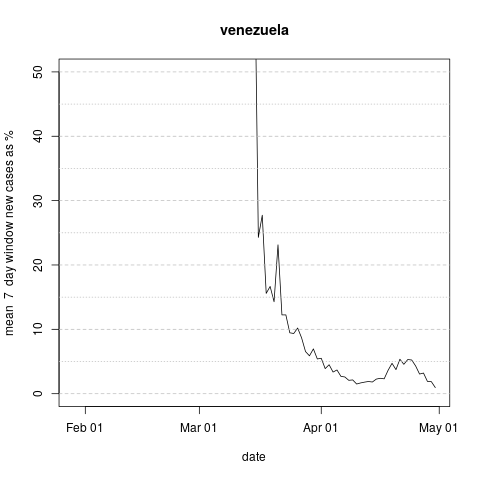 venezuela
mean 7 day window new cases as %
50
40
30
20
10
0
Feb 01
Mar 01
Apr 01
May 01
date